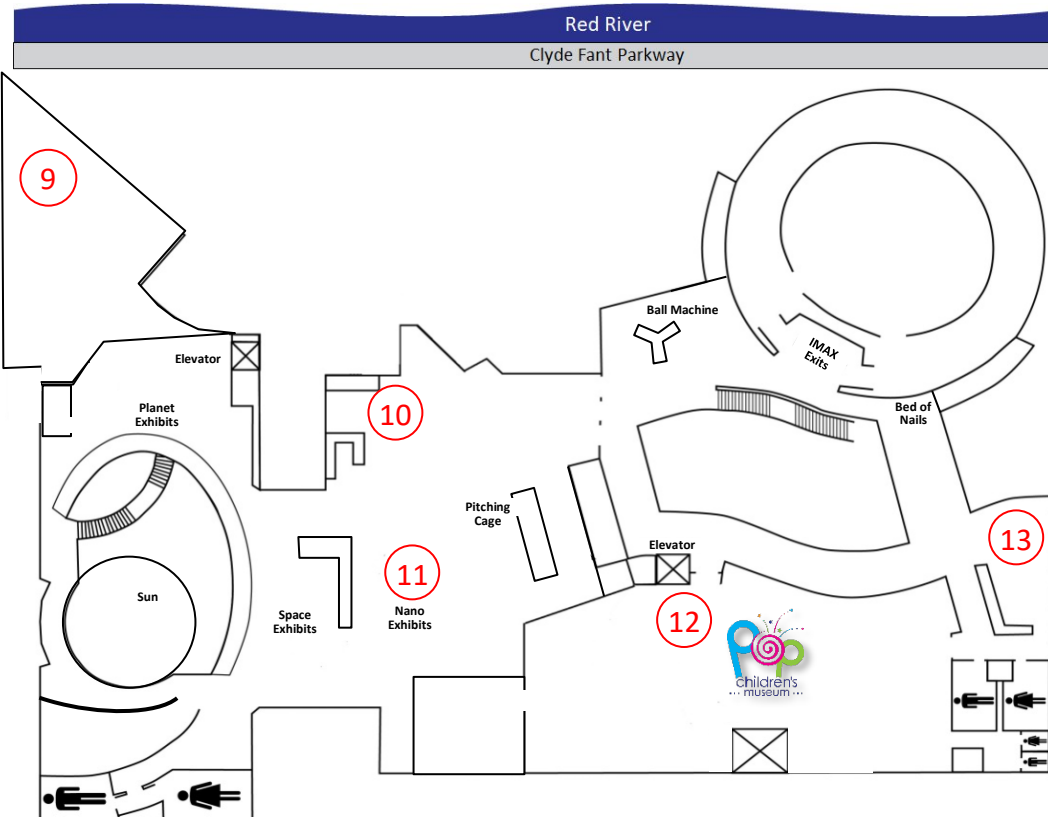 Red River
Clyde Fant Parkway
9
Ball Machine
Elevator
IMAX
Exits
Planet
Exhibits
10
Bed of
Nails
Pitching
Cage
13
Elevator
11
Sun
Space
Exhibits
Nano
Exhibits
12
POP
children's
museum